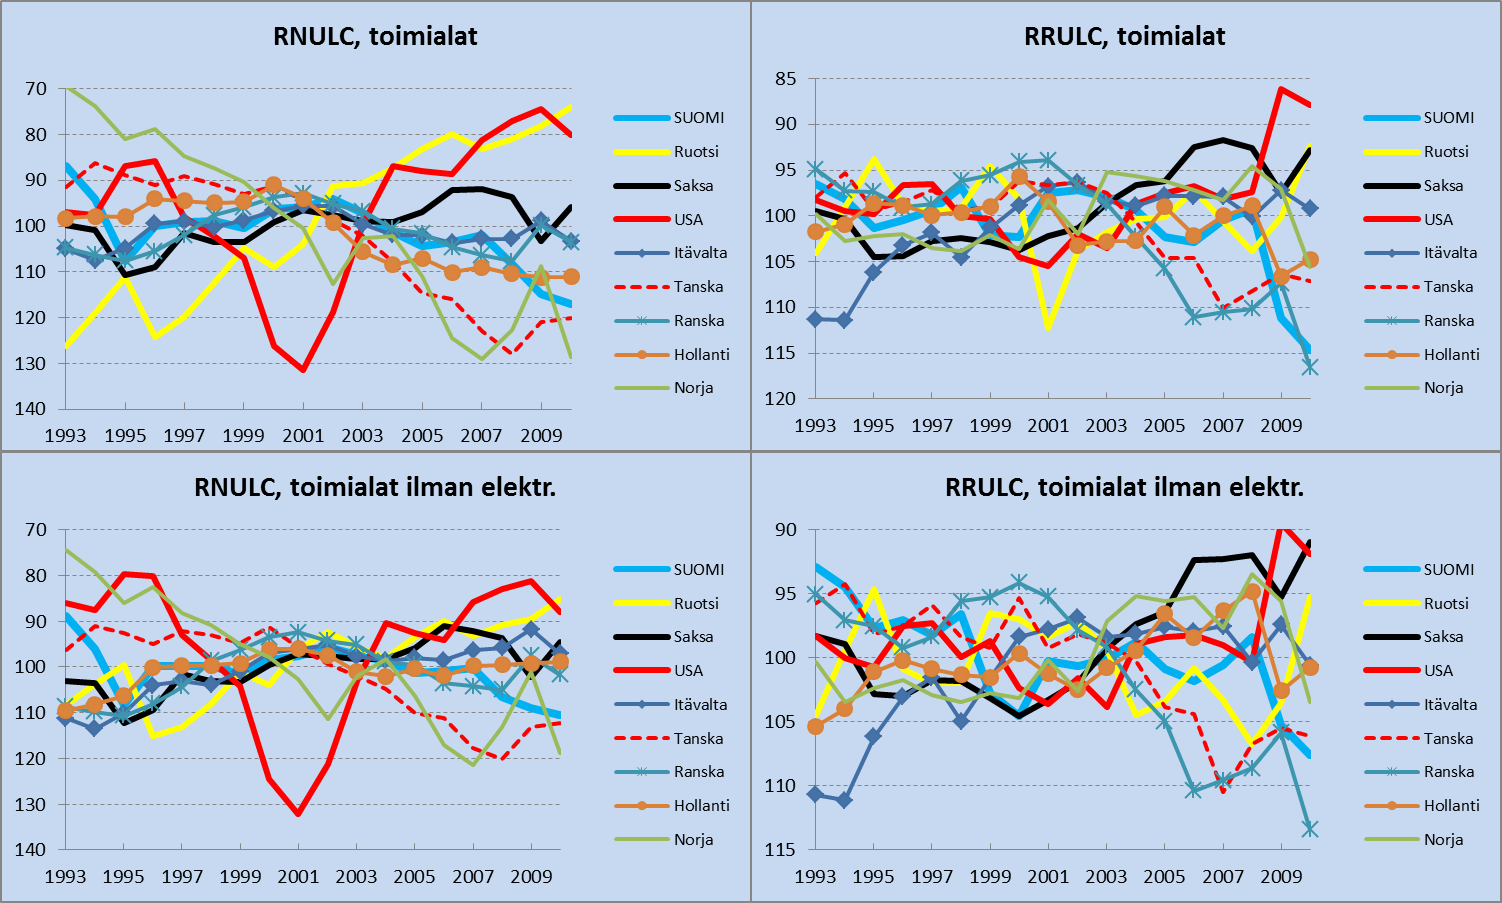 RNULC, toimialat
70
80
90
100
110
120
130
140
1993 1995 1997 1999 2001 2003 2005 2007 2009
SUOMI
Ruotsi
Saksa
USA
Itävalta
Tanska
Ranska
Hollanti
Norja
RRULC, toimialat
85
90
95
100
105
110
115
120
1993 1995 1997 1999 2001 2003 2005 2007 2009
SUOMI
Ruotsi
Saksa
USA
Itävalta
Tanska
Ranska
Hollanti
Norja
RNULC, toimialat ilman elektr.
70
80
90
100
110
120
130
140
1993 1995 1997 1999 2001 2003 2005 2007 2009
SUOMI
Ruotsi
Saksa
USA
Itävalta
Tanska
Ranska
Hollanti
Norja
RRULC, toimialat ilman elektr.
90
95
100
105
110
115
1993 1995 1997 1999 2001 2003 2005 2007 2009
SUOMI
Ruotsi
Saksa
USA
Itävalta
Tanska
Ranska
Hollanti
Norja